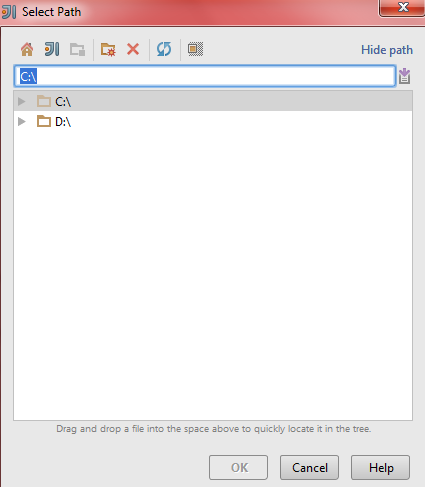 Select Path
Hide path
C:\
C:\
D:\
Drag and drop a file into the space above to quickly locate it in the tree.
OK
Cancel
Help